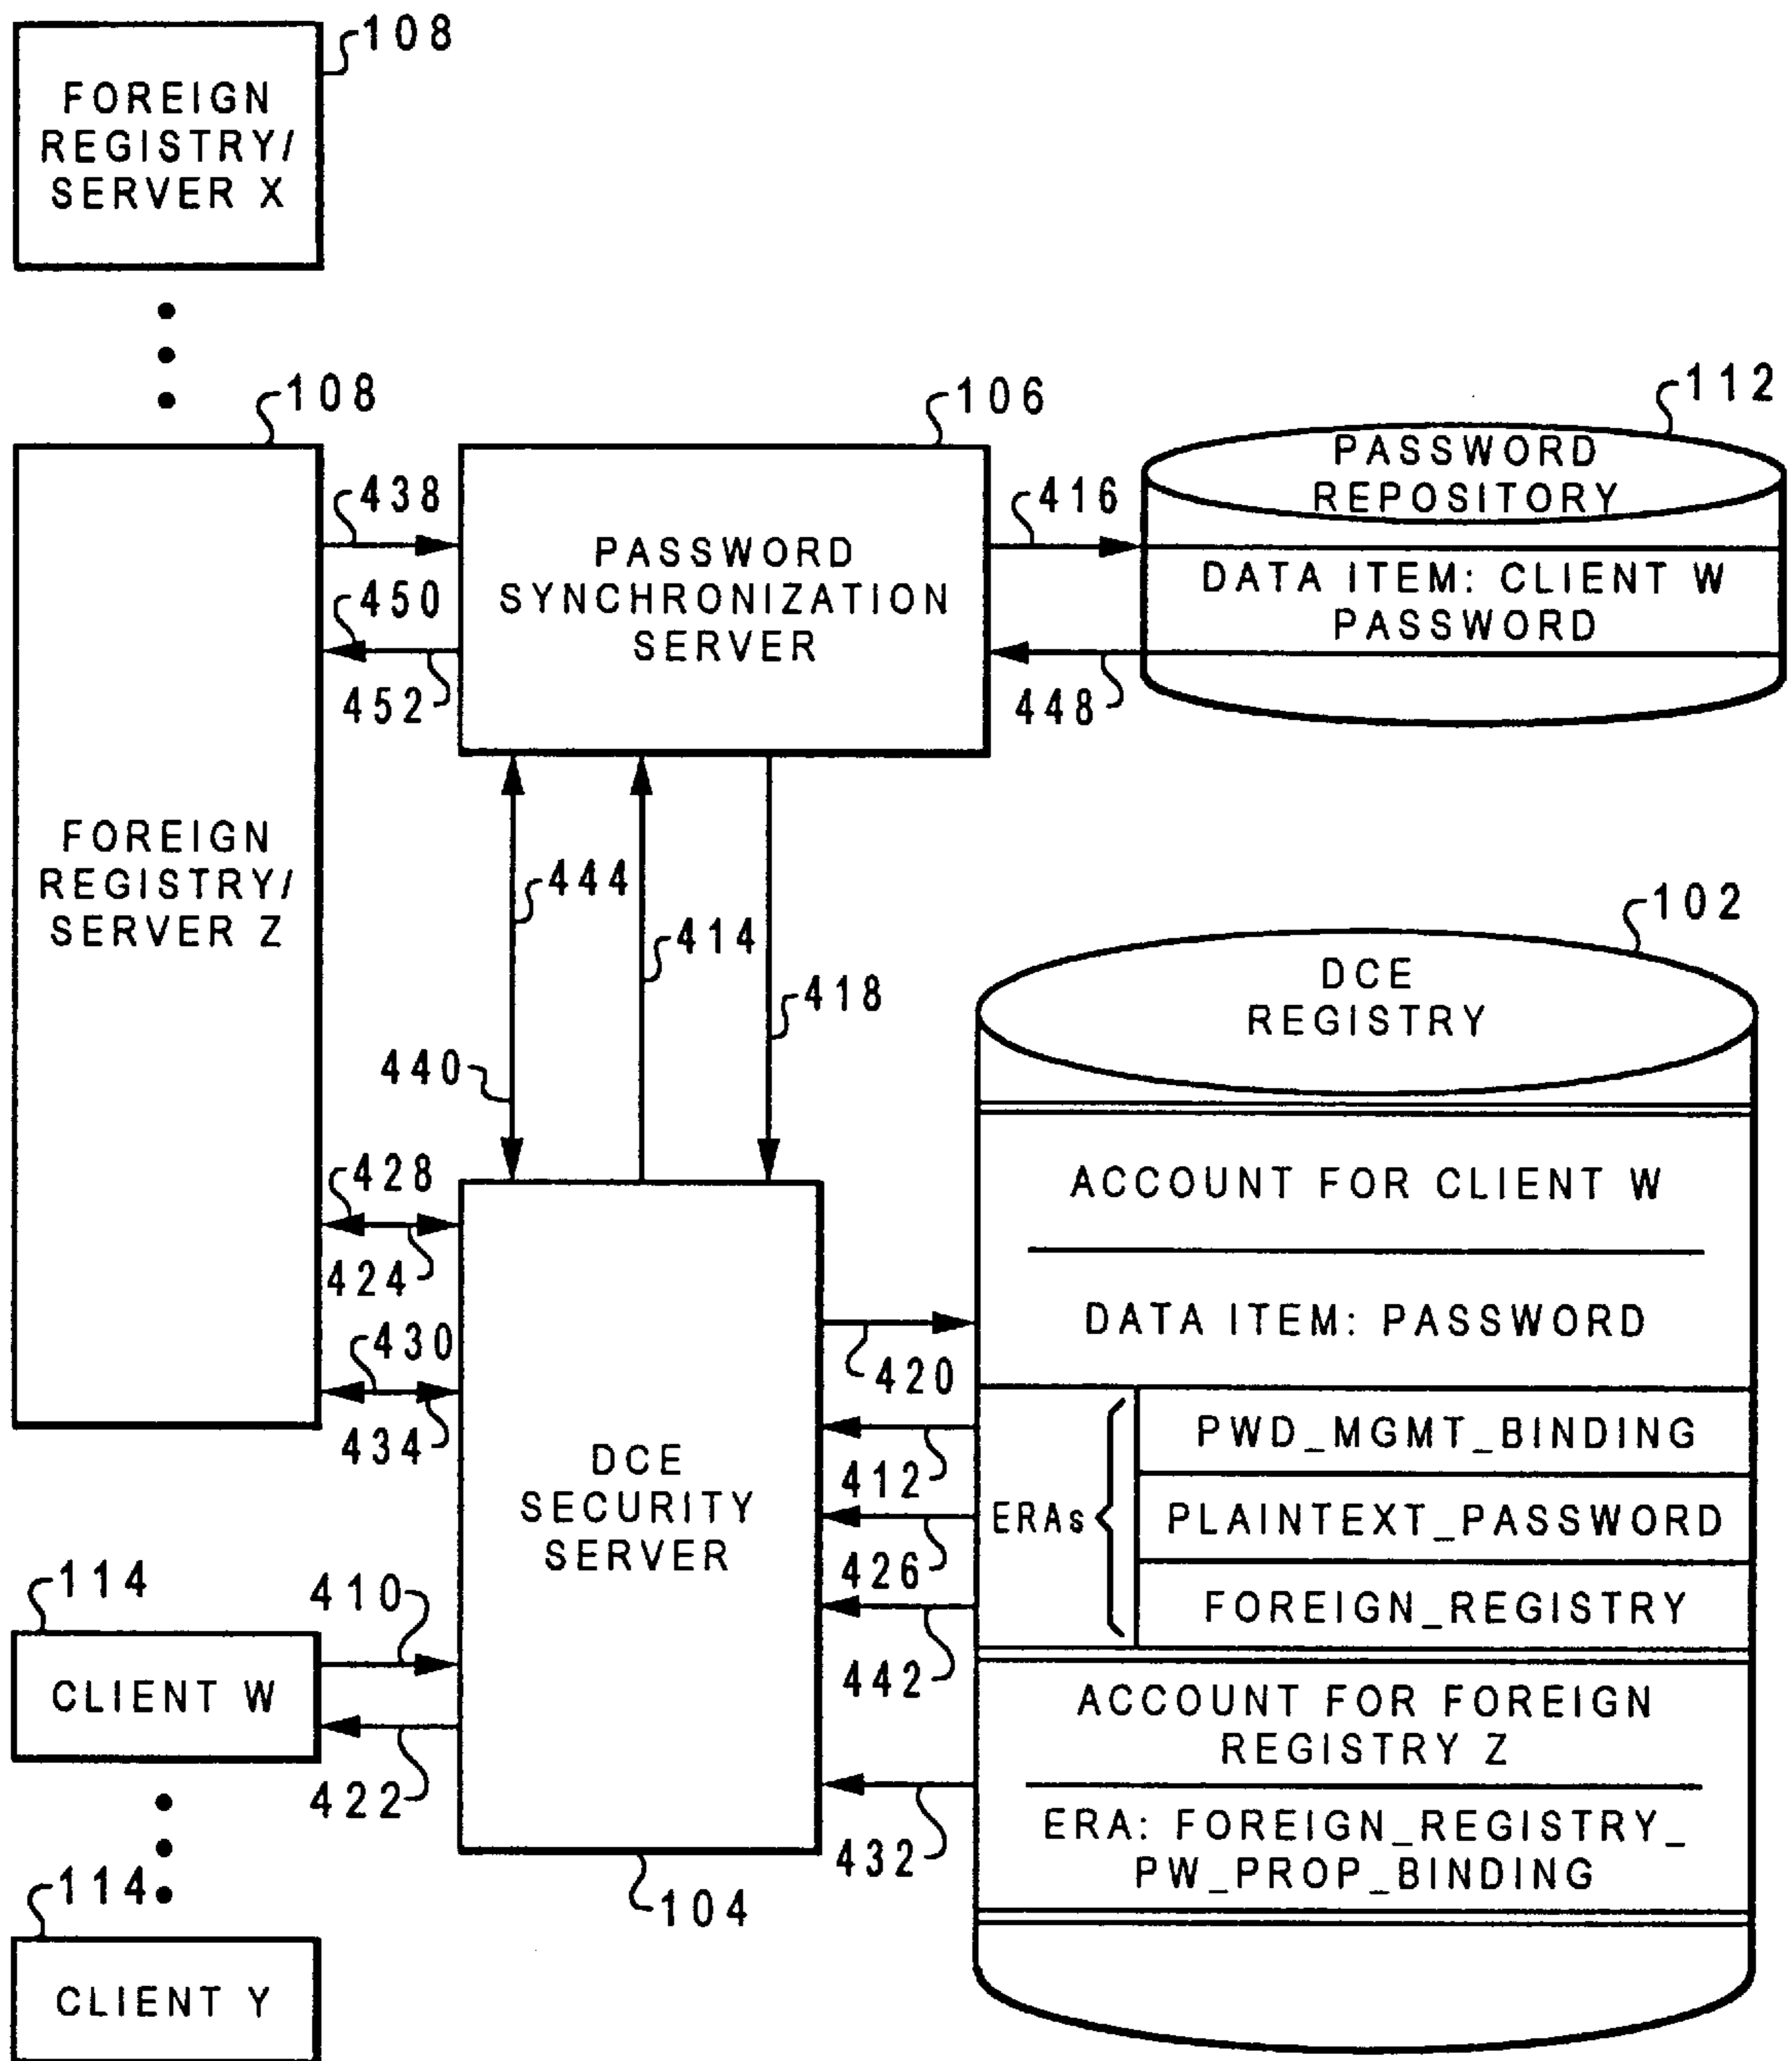 108
FOREIGN
REGISTRY/
SERVER X
108
FOREIGN
REGISTRY/
SERVER Z
438
450
452
106
PASSWORD
SYNCHRONIZATION
SERVER
416
448
112
PASSWORD
REPOSITORY
DATA ITEM: CLIENT W
PASSWORD
444
414
418
440
428
424
430
434
102
DCE
REGISTRY
ACCOUNT FOR CLIENT W
DATA ITEM: PASSWORD
420
412
426
442
432
ERAs
PWD_MGMT_BINDING
PLAINTEXT_PASSWORD
FOREIGN_REGISTRY
ACCOUNT FOR FOREIGN
REGISTRY Z
ERA: FOREIGN_REGISTRY_
PW_PROP_BINDING
DCE
SECURITY
SERVER
104
114
CLIENT W
410
422
114
CLIENT Y